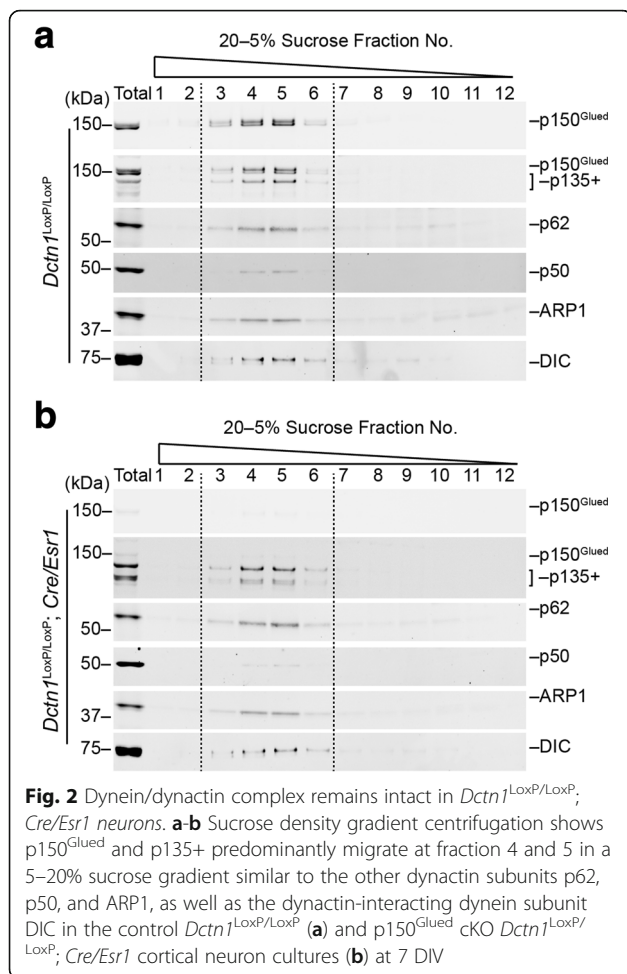 a
20–5% Sucrose Fraction No.
Total 1 2 3 4 5 6 7 8 9 10 11 12
(kDa)
150–
–p150Glued
150–
–p150Glued
] –p135+
–p62
50–
50–
–p50
–ARP1
37–
75–
–DIC
Dctn1LoxP/LoxP
b
20–5% Sucrose Fraction No.
Total 1 2 3 4 5 6 7 8 9 10 11 12
(kDa)
150–
–p150Glued
150–
–p150Glued
] –p135+
–p62
50–
50–
–p50
–ARP1
37–
75–
–DIC
Dctn1LoxP/LoxP; Cre/Esr1
Fig. 2 Dynein/dynactin complex remains intact in Dctn1LoxP/LoxP;
Cre/Esr1 neurons. a-b Sucrose density gradient centrifugation shows
p150Glued and p135+ predominantly migrate at fraction 4 and 5 in a
5–20% sucrose gradient similar to the other dynactin subunits p62,
p50, and ARP1, as well as the dynactin-interacting dynein subunit
DIC in the control Dctn1LoxP/LoxP (a) and p150Glued cKO Dctn1LoxP/
LoxP; Cre/Esr1 cortical neuron cultures (b) at 7 DIV